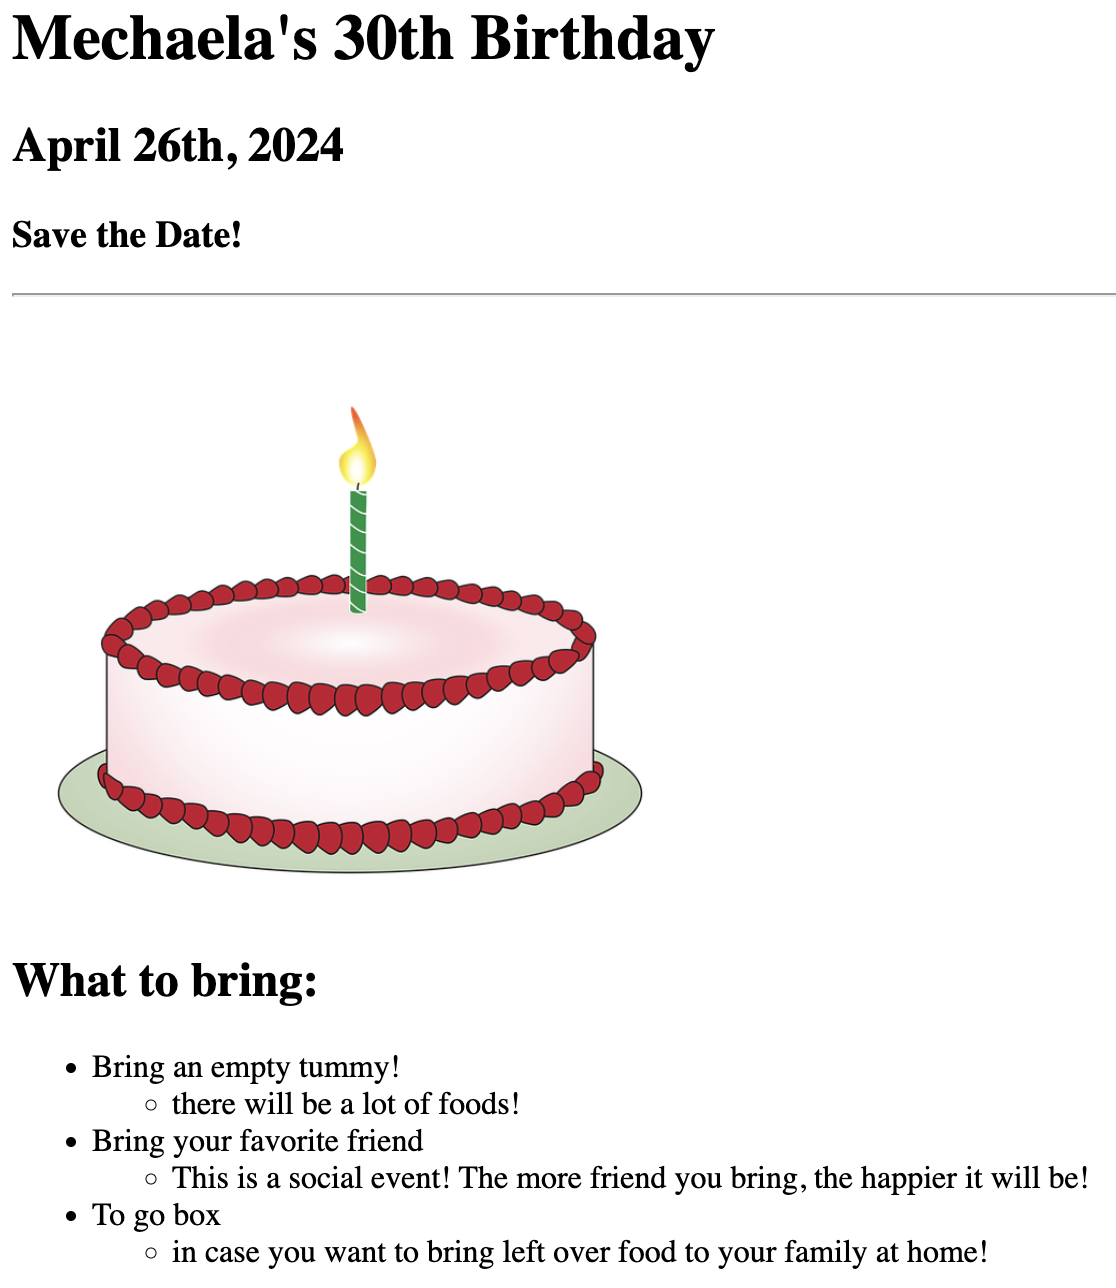 Mechaela's 30th Birthday
April 26th, 2024
Save the Date!
What to bring:
Bring an empty tummy!
there will be a lot of foods!
Bring your favorite friend
This is a social event! The more friend you bring, the happier it will be!
To go box
in case you want to bring left over food to your family at home!